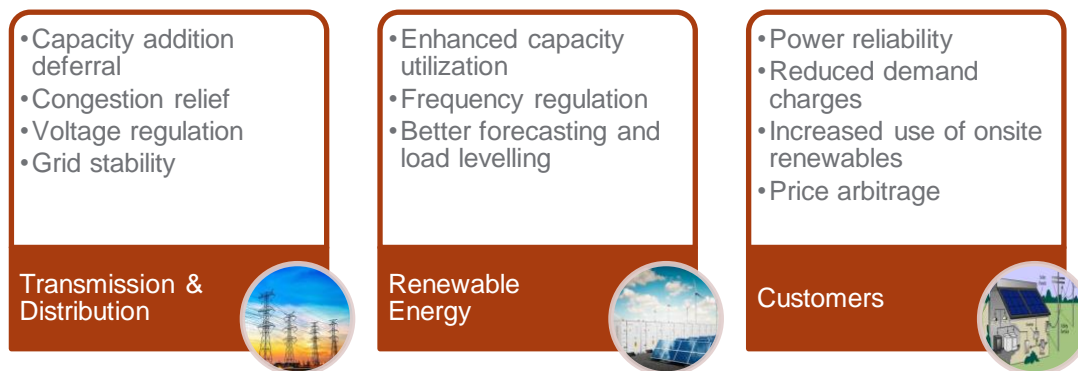 •Capacity addition
deferral
•Congestion relief
•Voltage regulation
•Grid stability
Transmission &
Distribution
•Enhanced capacity
utilization
•Frequency regulation
•Better forecasting and
load levelling
Renewable
Energy
•Power reliability
•Reduced demand
charges
•Increased use of onsite
renewables
•Price arbitrage
Customers